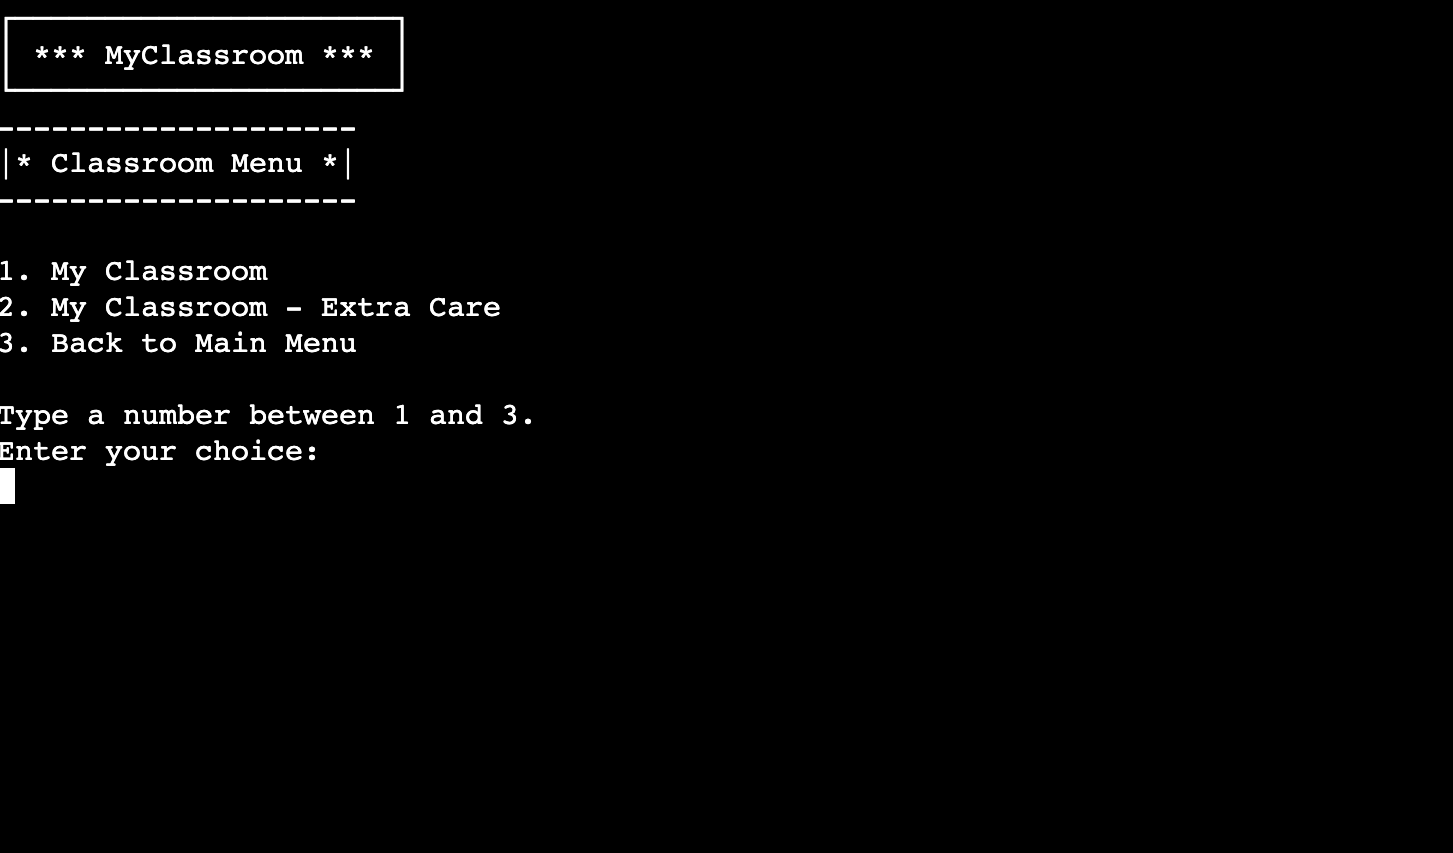 *** MyClassroom ***
--------------------
|* Classroom Menu *|
--------------------
1. My Classroom
2. My Classroom - Extra Care
3. Back to Main Menu
Type a number between 1 and 3.
Enter your choice: